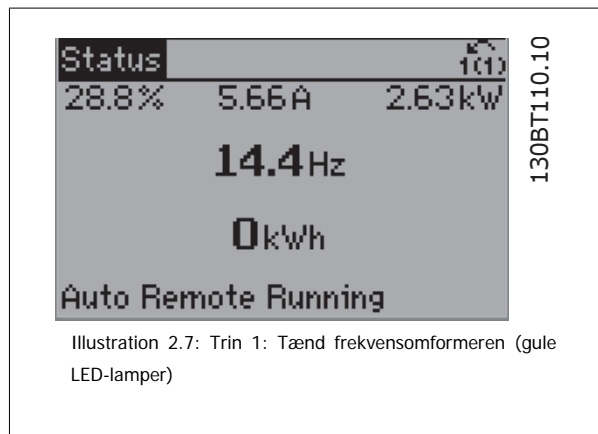 Status 1(1)
28.8% 5.66A 2.63kW
14.4Hz
0kWh
Auto Remote Running
130BT110.10
Illustration 2.7: Trin 1: Tænd frekvensomformeren (gule
LED-lamper)